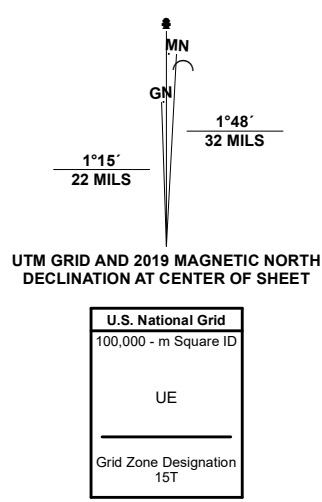 MN
GN
1°48´
32 MILS
1°15´
22 MILS
UTM GRID AND 2019 MAGNETIC NORTH
DECLINATION AT CENTER OF SHEET
U.S. National Grid
100,000 - m Square ID
UE
Grid Zone Designation
15T